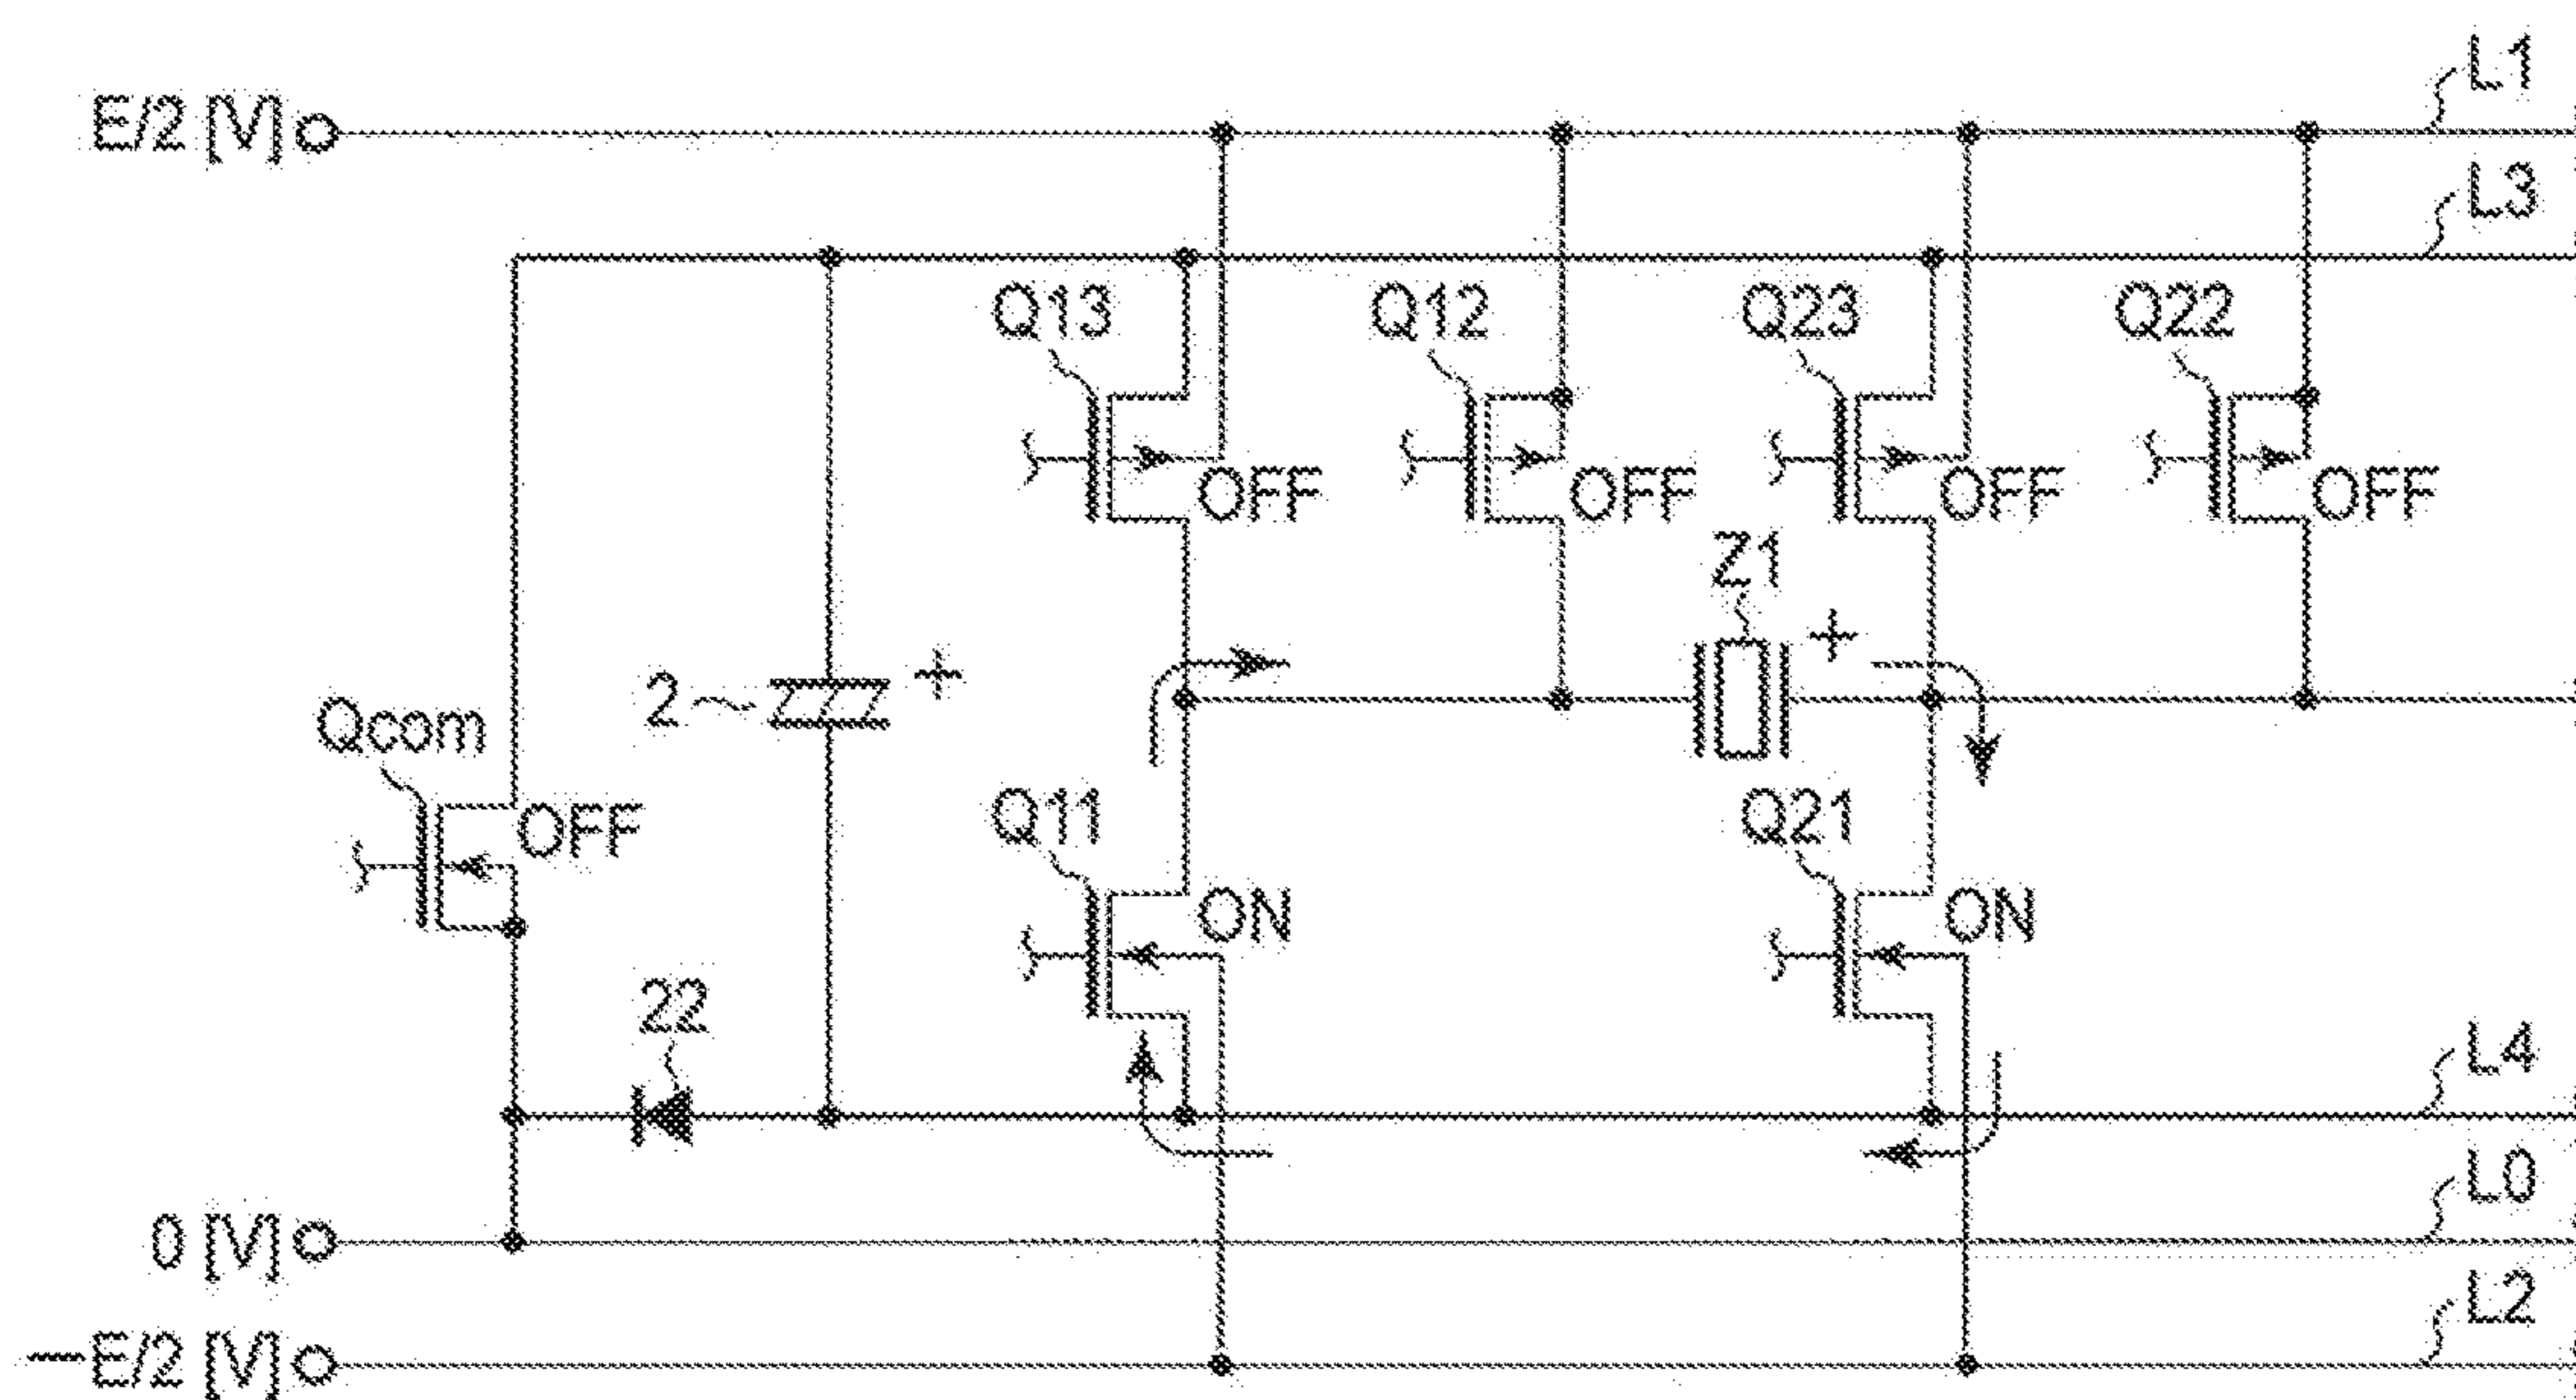 L1
E/2 [V]
L3
Q13
Q12
Q23
Q22
OFF
OFF
OFF
OFF
Z1
+
2
+
Qcom
OFF
Q11
Q21
ON
ON
22
L4
L0
0 [V]
L2
—E/2 [V]